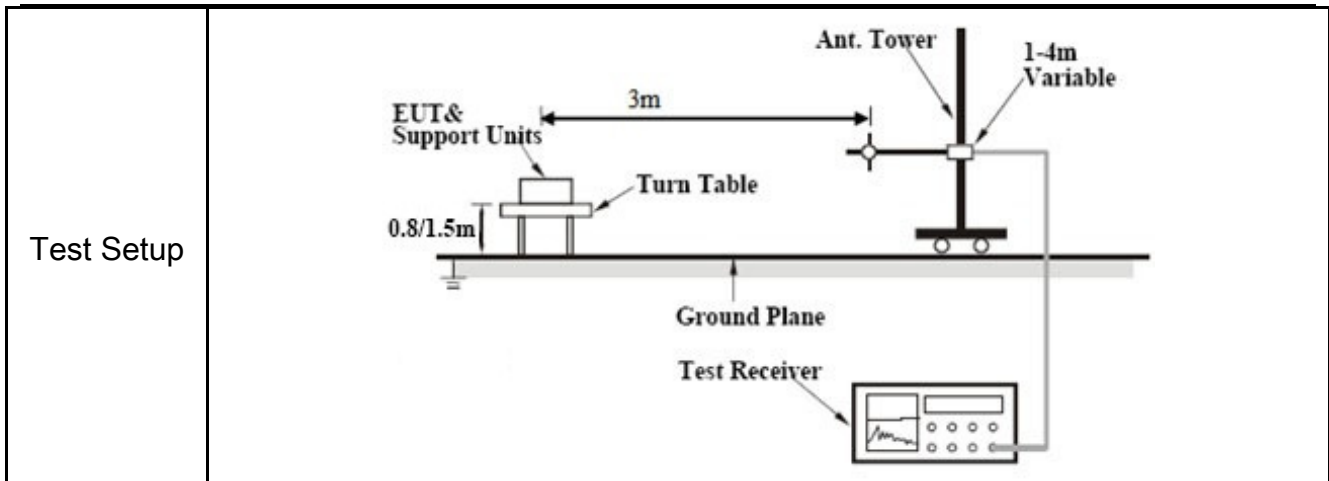 Test Setup
Ant. Tower
1-4m
Variable
3m
EUT&
Support Units
Turn Table
0.8/1.5m
Ground Plane
Test Receiver